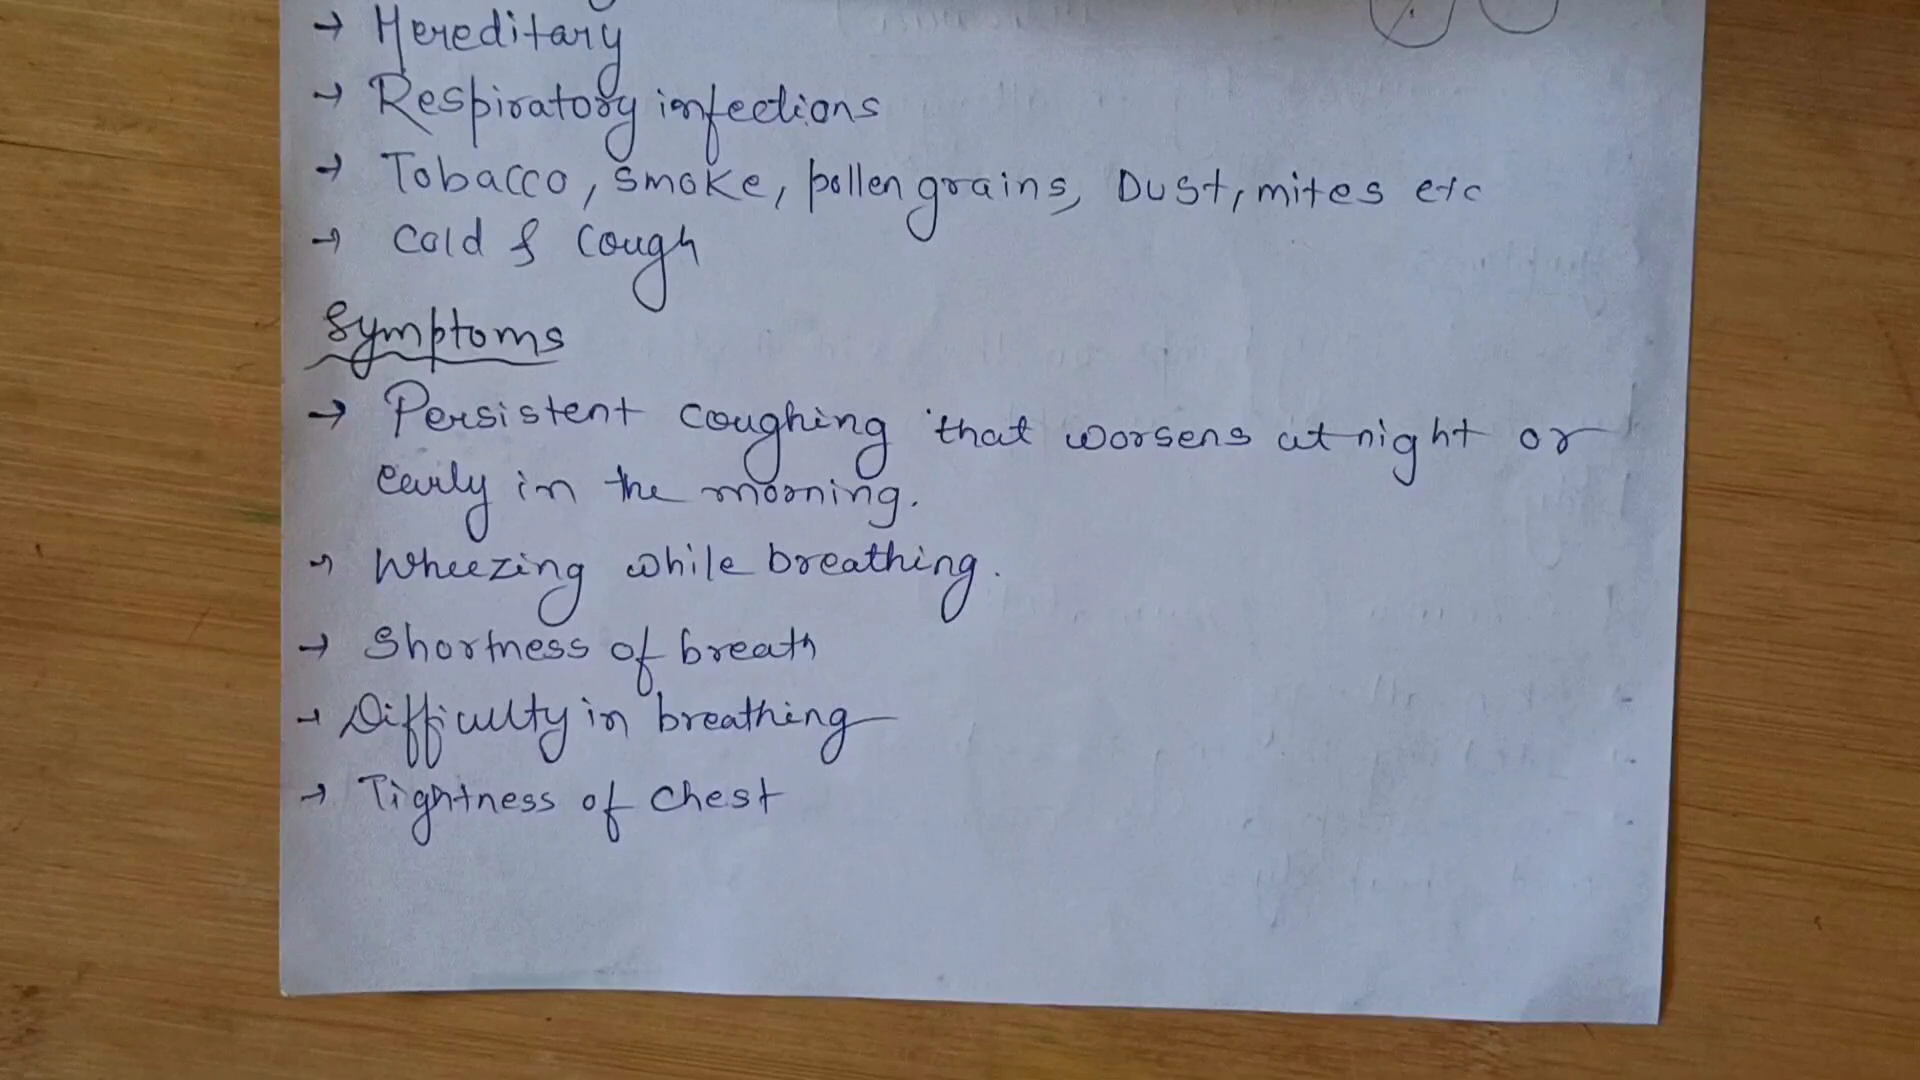 → Hereditary
→ Respiratory infections
→ Tobacco, smoke, pollen grains, Dust, mites etc
→ cold & cough
Symptoms
→ Persistent coughing that worsens at night or
early in the morning.
→ Wheezing while breathing.
→ Shortness of breath
→ Difficulty in breathing
→ Tightness of chest